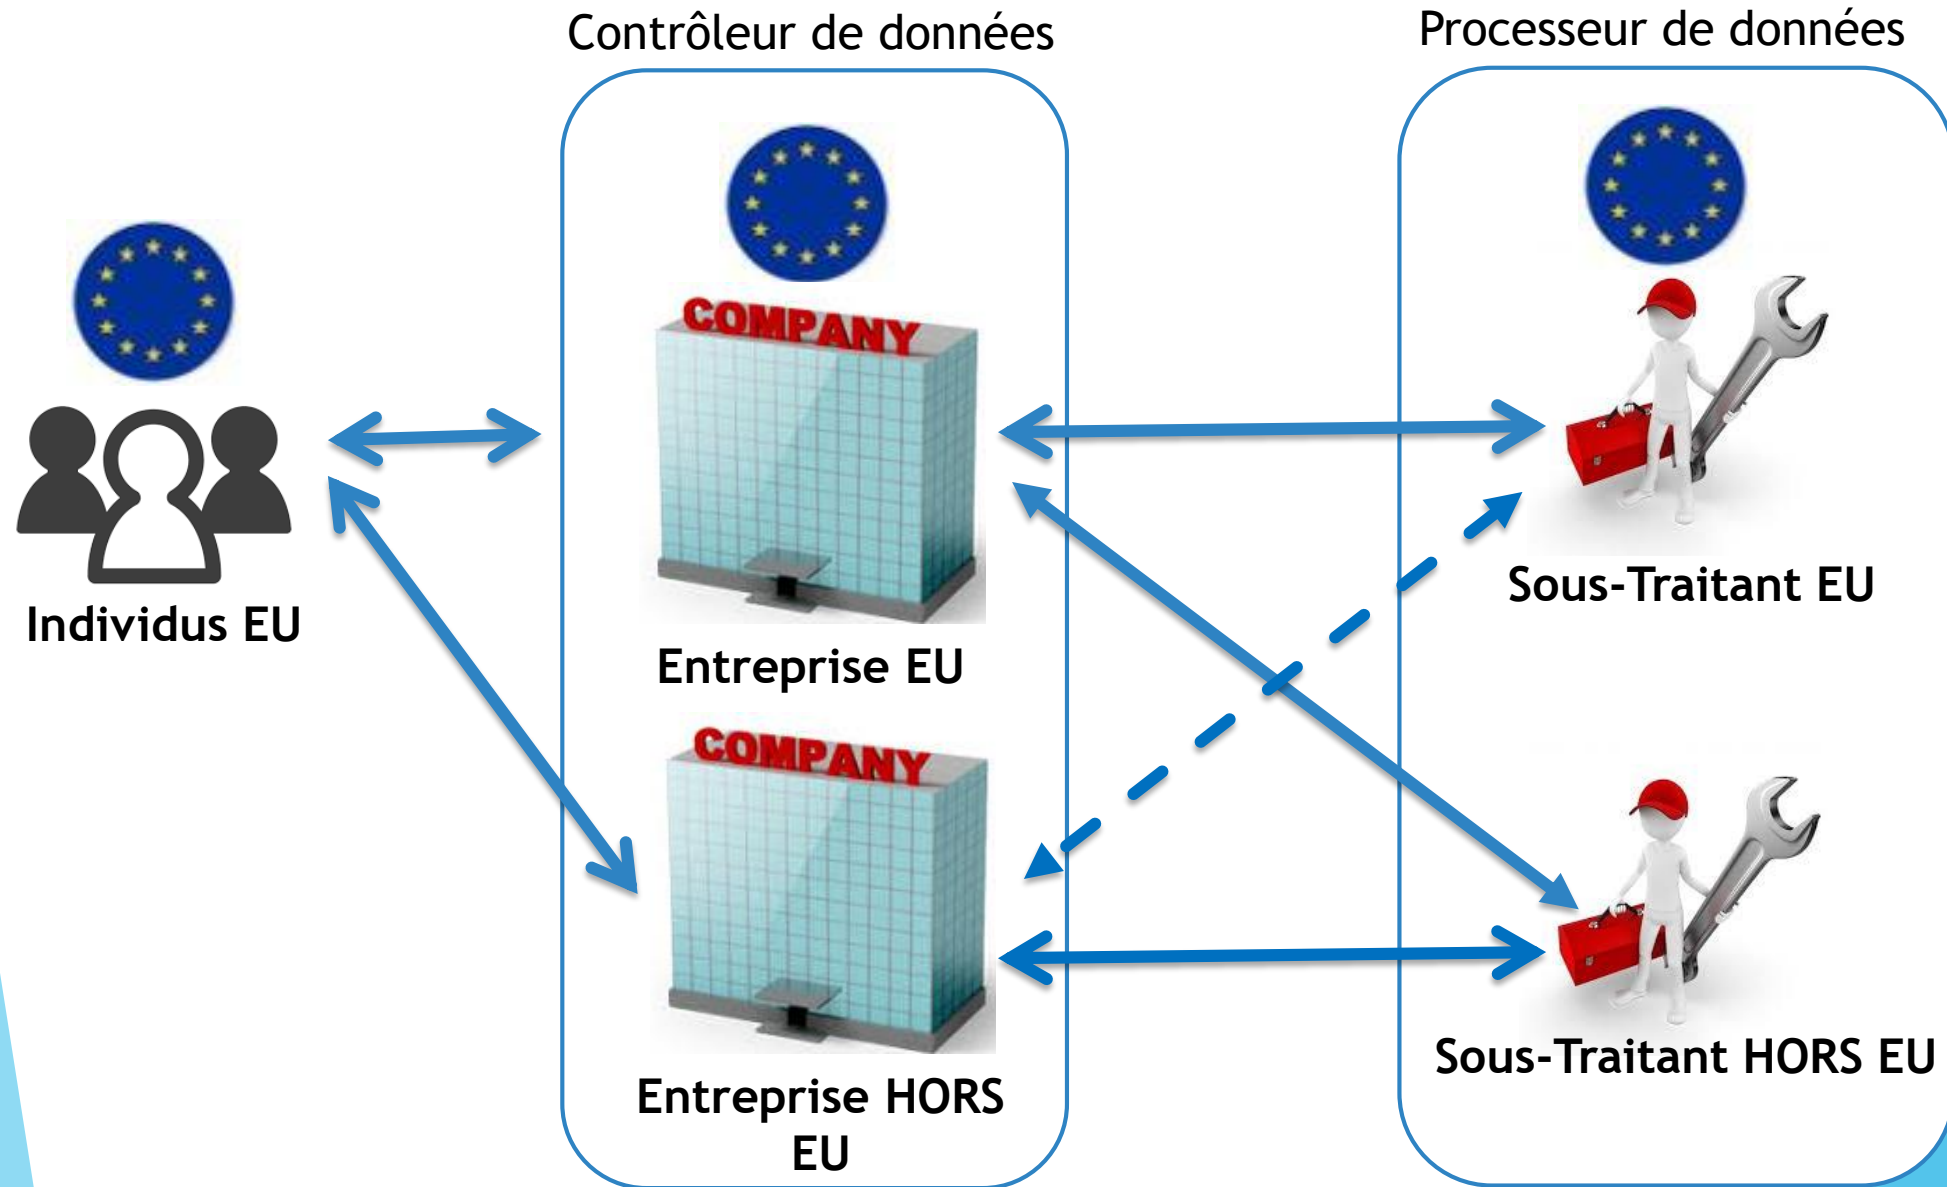 Contrôleur de données
Processeur de données
COMPANY
Individus EU
Entreprise EU
Sous-Traitant EU
COMPANY
Entreprise HORS
EU
Sous-Traitant HORS EU